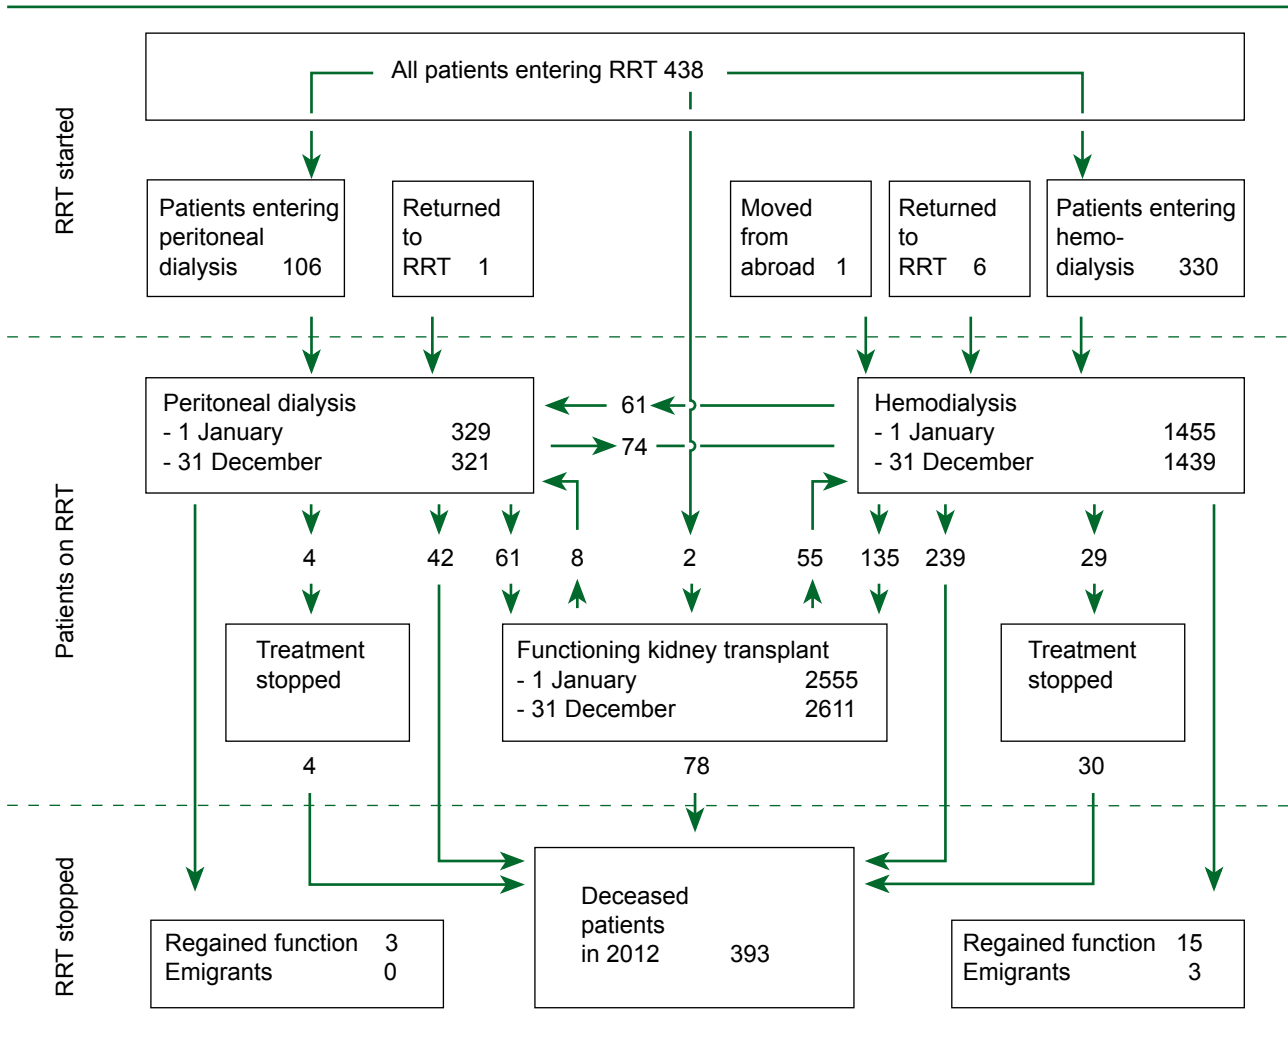 All patients entering RRT 438
RRT started
Patients entering
peritoneal
dialysis 106
Returned
to
RRT 1
Moved
from
abroad 1
Returned
to
RRT 6
Patients entering
hemo-
dialysis 330
Patients on RRT
Peritoneal dialysis
- 1 January 329
- 31 December 321
61
74
Hemodialysis
- 1 January 1455
- 31 December 1439
4
42
61
8
2
55
135
239
29
Treatment
stopped
Functioning kidney transplant
- 1 January 2555
- 31 December 2611
Treatment
stopped
4
78
30
RRT stopped
Regained function 3
Emigrants 0
Deceased
patients
in 2012 393
Regained function 15
Emigrants 3